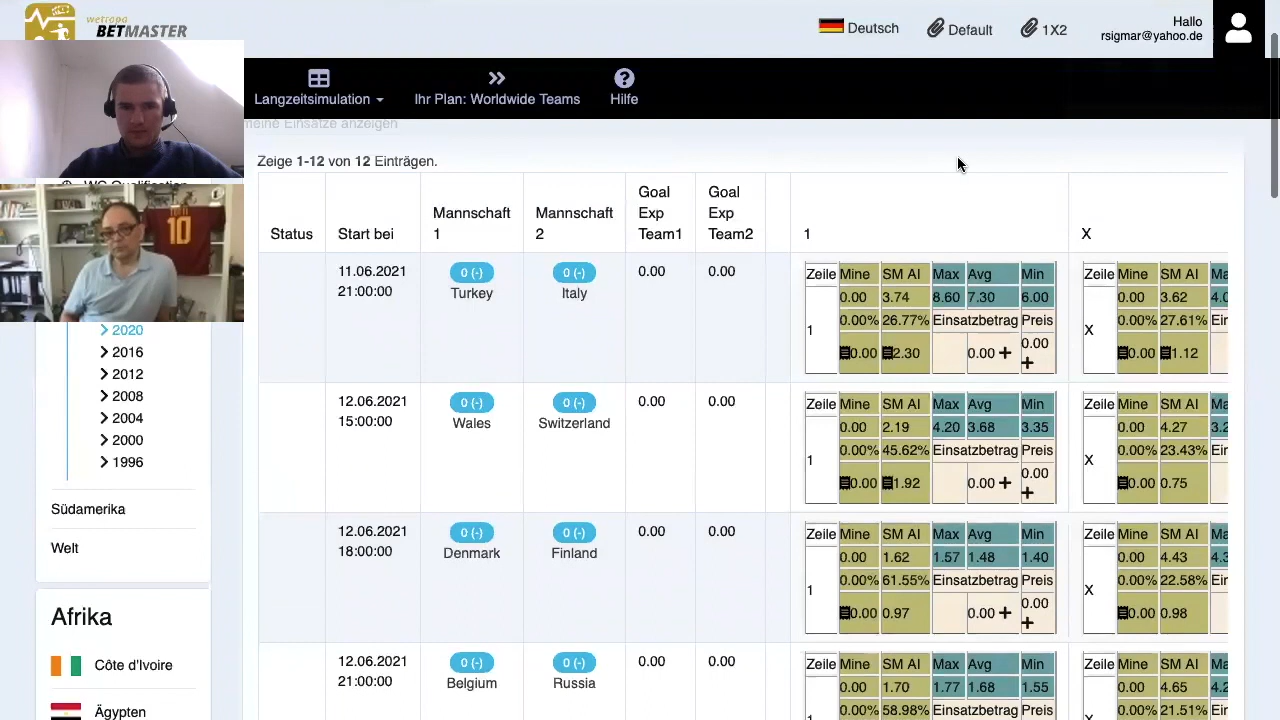 wetrapa
BETMASTER
Deutsch
Default
1X2
Hallo
rsigmar@yahoo.de
Langzeitsimulation
Ihr Plan: Worldwide Teams
Hilfe
meine Einsätze anzeigen
Zeige 1-12 von 12 Einträgen.
WC Qualification
10
2020
2016
2012
2008
2004
2000
1996
Südamerika
Welt
Afrika
Côte d'Ivoire
Ägypten
Status
Start bei
Mannschaft 1
Mannschaft 2
Goal Exp Team1
Goal Exp Team2
1
X
11.06.2021 21:00:00
0 (-) Turkey
0 (-) Italy
0.00
0.00
Zeile Mine SM AI Max Avg Min
0.00 3.74 8.60 7.30 6.00
1 0.00% 26.77% Einsatzbetrag Preis
0.00 2.30 0.00 + 0.00 +
Zeile Mine SM AI
0.00 3.62
X 0.00% 27.61%
0.00 1.12
12.06.2021 15:00:00
0 (-) Wales
0 (-) Switzerland
0.00
0.00
Zeile Mine SM AI Max Avg Min
0.00 2.19 4.20 3.68 3.35
1 0.00% 45.62% Einsatzbetrag Preis
0.00 1.92 0.00 + 0.00 +
Zeile Mine SM AI
0.00 4.27
X 0.00% 23.43%
0.00 0.75
12.06.2021 18:00:00
0 (-) Denmark
0 (-) Finland
0.00
0.00
Zeile Mine SM AI Max Avg Min
0.00 1.62 1.57 1.48 1.40
1 0.00% 61.55% Einsatzbetrag Preis
0.00 0.97 0.00 + 0.00 +
Zeile Mine SM AI
0.00 4.43
X 0.00% 22.58%
0.00 0.98
12.06.2021 21:00:00
0 (-) Belgium
0 (-) Russia
0.00
0.00
Zeile Mine SM AI Max Avg Min
0.00 1.70 1.77 1.68 1.55
1 0.00% 58.98% Einsatzbetrag Preis
Zeile Mine SM AI
0.00 4.65
X 0.00% 21.51%